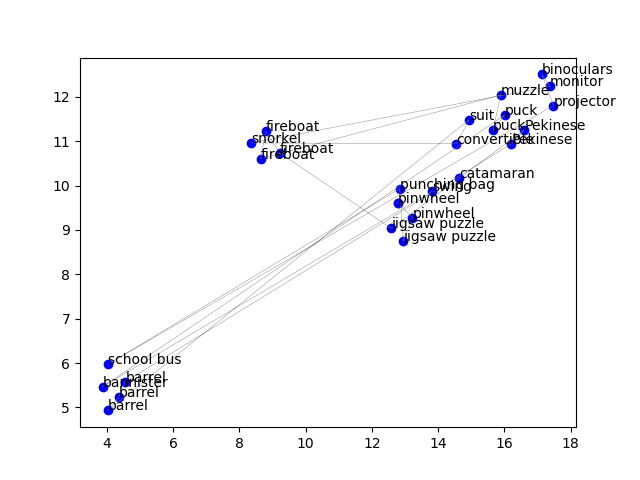 binoculars
monitor
muzzle
projector
puck
suit
puck
Pekinese
fireboat
snorkel
convertible
Pekinese
fireboat
fireboat
catamaran
punching bag
swing
pinwheel
pinwheel
jigsaw puzzle
jigsaw puzzle
school bus
barrel
bannister
barrel
barrel
12
11
10
9
8
7
6
5
4 6 8 10 12 14 16 18